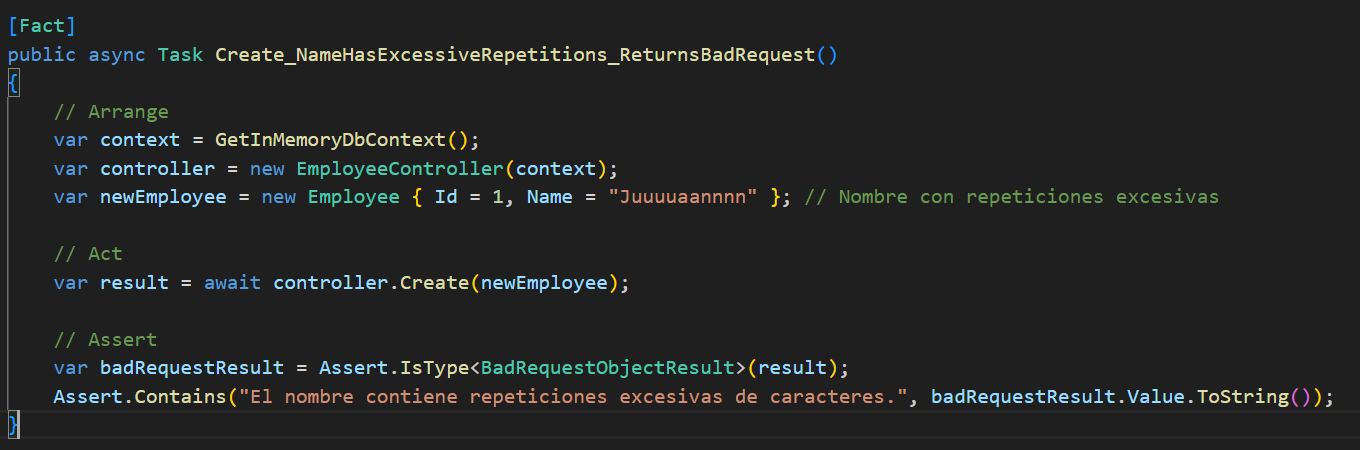 [Fact]
public async Task Create_NameHasExcessiveRepetitions_ReturnsBadRequest()
{
// Arrange
var context = GetInMemoryDbContext();
var controller = new EmployeeController(context);
var newEmployee = new Employee { Id = 1, Name = "Juuuuaannnn" }; // Nombre con repeticiones excesivas
// Act
var result = await controller.Create(newEmployee);
// Assert
var badRequestResult = Assert.IsType<BadRequestObjectResult>(result);
Assert.Contains("El nombre contiene repeticiones excesivas de caracteres.", badRequestResult.Value.ToString());
}